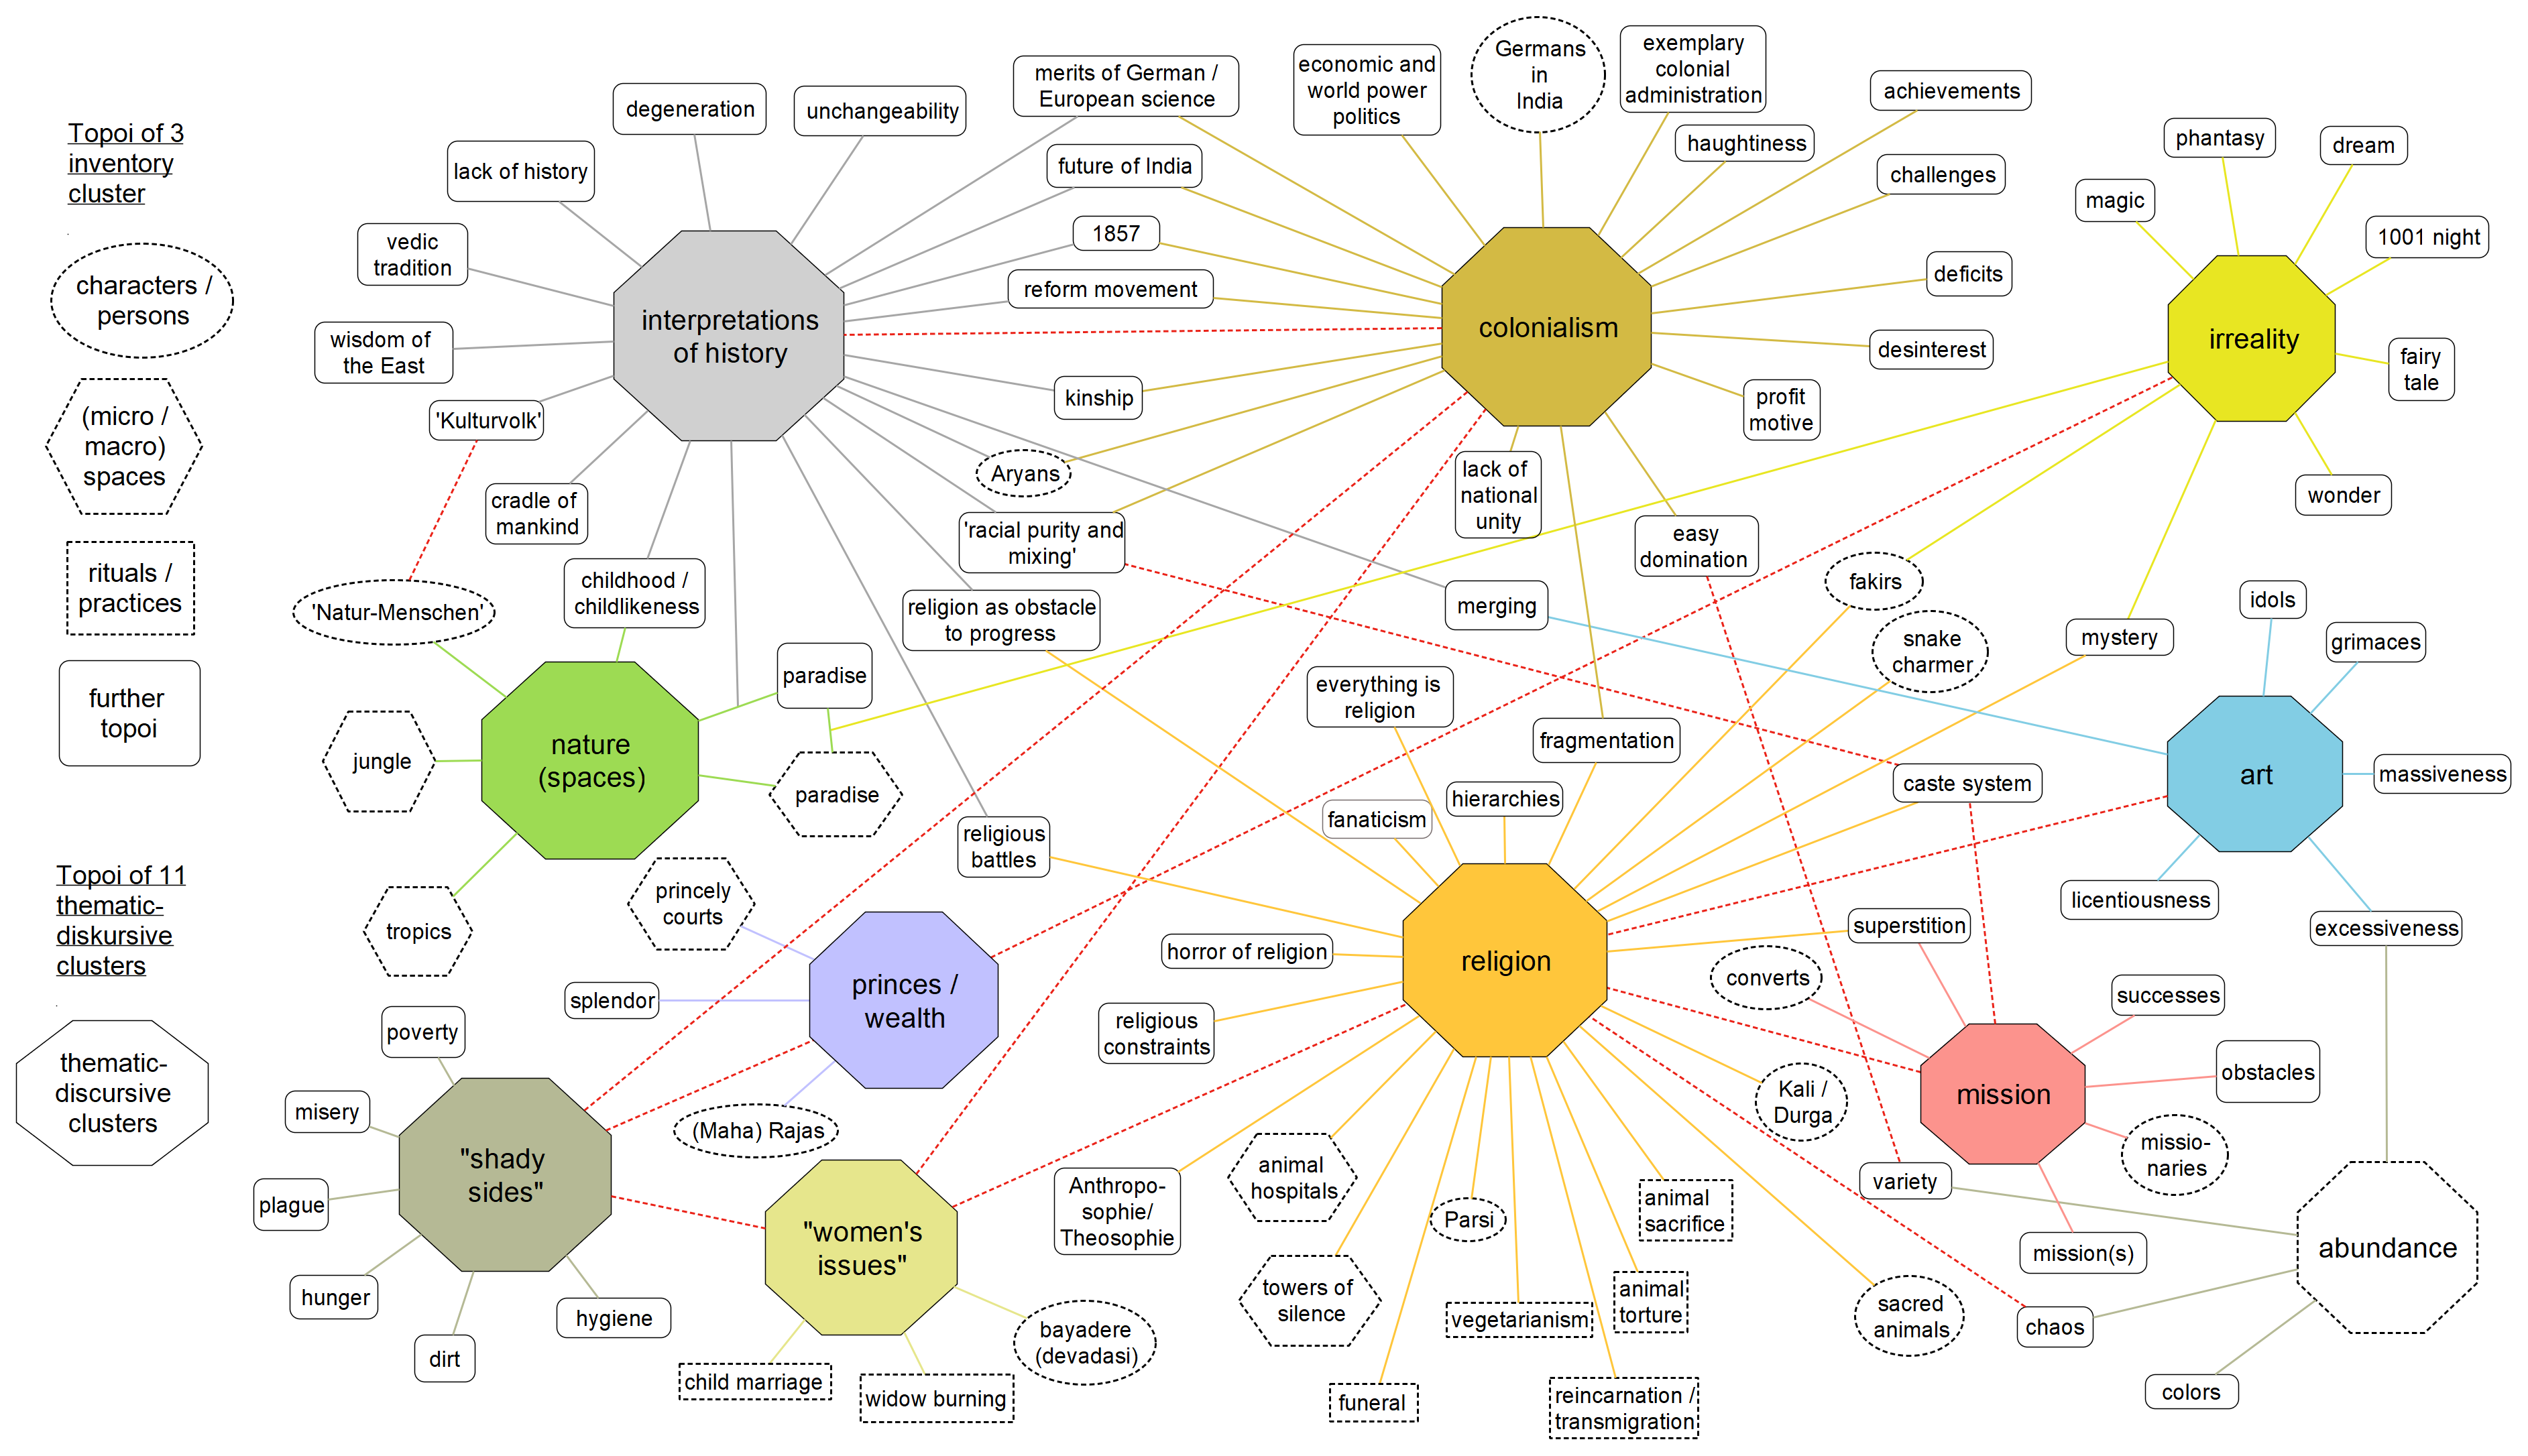 Topoi of 3
inventory
cluster
characters /
persons
(micro /
macro)
spaces
rituals /
practices
further
topoi
Topoi of 11
thematic-
diskursive
clusters
thematic-
discursive
clusters
interpretations
of history
degeneration
unchangeability
lack of history
vedic
tradition
wisdom of
the East
'Kulturvolk'
cradle of
mankind
childhood /
childlikeness
merits of German /
European science
future of India
1857
reform movement
kinship
Aryans
'racial purity and
mixing'
religion as obstacle
to progress
religious
battles
merging
colonialism
economic and
world power
politics
Germans
in
India
exemplary
colonial
administration
haughtiness
achievements
challenges
deficits
desinterest
profit
motive
lack of
national
unity
easy
domination
fragmentation
irreality
phantasy
dream
magic
1001 night
fairy
tale
wonder
mystery
fakirs
snake
charmer
nature
(spaces)
'Natur-Menschen'
jungle
tropics
paradise
paradise
art
idols
grimaces
massiveness
licentiousness
excessiveness
princes /
wealth
princely
courts
splendor
(Maha) Rajas
religion
everything is
religion
hierarchies
fanaticism
caste system
superstition
horror of religion
religious
constraints
Anthropo-
sophie/
Theosophie
animal
hospitals
towers of
silence
funeral
Parsi
vegetarianism
reincarnation /
transmigration
animal
torture
animal
sacrifice
sacred
animals
Kali /
Durga
mission
converts
successes
obstacles
missio-
naries
mission(s)
"shady
sides"
poverty
misery
plague
hunger
dirt
hygiene
"women's
issues"
child marriage
widow burning
bayadere
(devadasi)
abundance
variety
chaos
colors